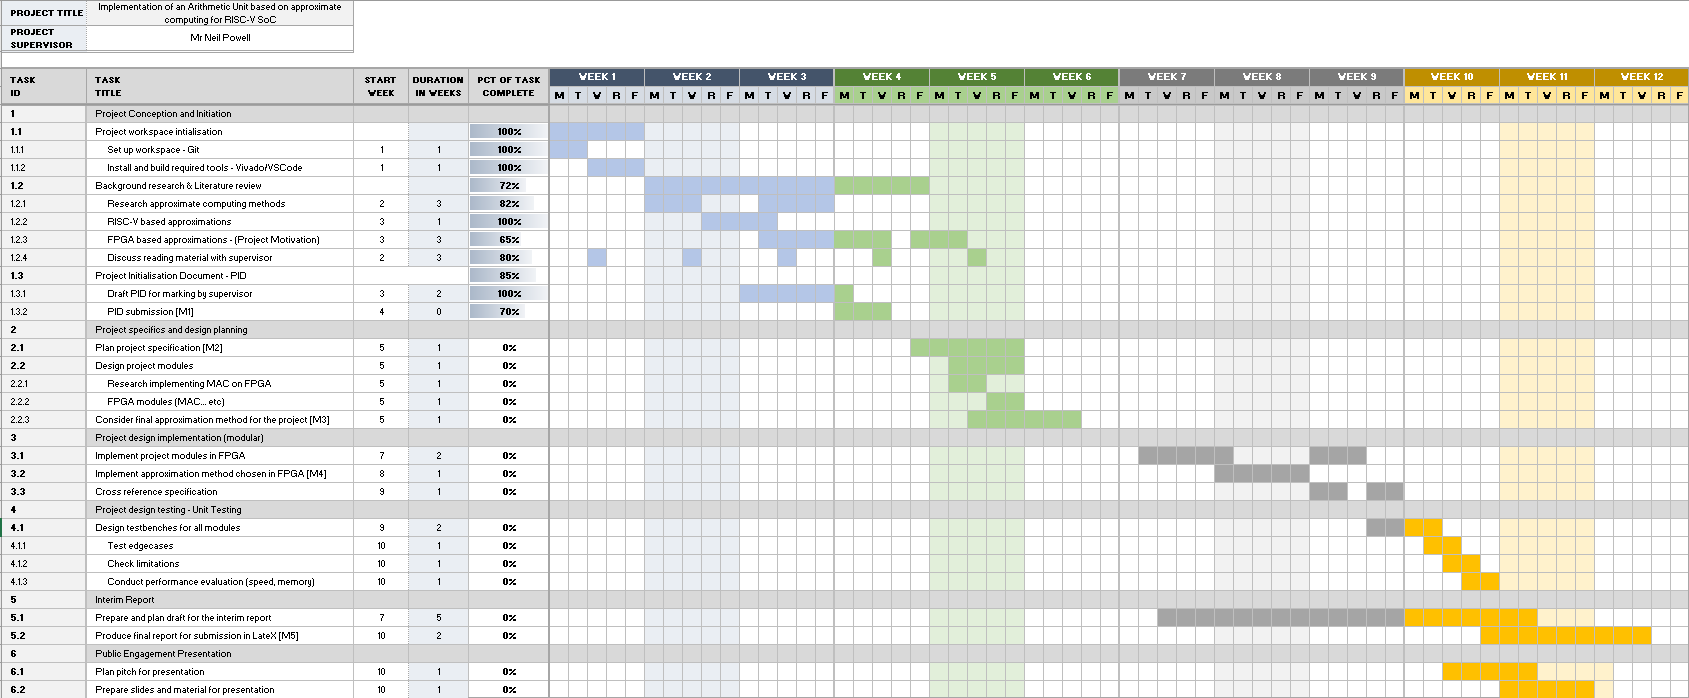 PROJECT TITLE Implementation of an Arithmetic Unit based on approximate
computing for RISC-V SoC
PROJECT
SUPERVISOR Mr Neil Powell
TASK ID TASK TITLE START WEEK DURATION IN WEEKS PCT OF TASK COMPLETE WEEK 1 WEEK 2 WEEK 3 WEEK 4 WEEK 5 WEEK 6 WEEK 7 WEEK 8 WEEK 9 WEEK 10 WEEK 11 WEEK 12
M T W R F M T W R F M T W R F M T W R F M T W R F M T W R F M T W R F M T W R F M T W R F M T W R F M T W R F M T W R F
1 Project Conception and Initiation
1.1 Project workspace intialisation 100%
1.1.1 Set up workspace - Git 1 1 100%
1.1.2 Install and build required tools - Vivado/VSCode 1 1 100%
1.2 Background research & Literature review 72%
1.2.1 Research approximate computing methods 2 3 82%
1.2.2 RISC-V based approximations 3 1 100%
1.2.3 FPGA based approximations - (Project Motivation) 3 3 65%
1.2.4 Discuss reading material with supervisor 2 3 80%
1.3 Project Initialisation Document - PID 85%
1.3.1 Draft PID for marking by supervisor 3 2 100%
1.3.2 PID submission [M1] 4 0 70%
2 Project specifics and design planning
2.1 Plan project specification [M2] 5 1 0%
2.2 Design project modules 5 1 0%
2.2.1 Research implementing MAC on FPGA 5 1 0%
2.2.2 FPGA modules (MAC... etc) 5 1 0%
2.2.3 Consider final approximation method for the project [M3] 5 1 0%
3 Project design implementation (modular)
3.1 Implement project modules in FPGA 7 2 0%
3.2 Implement approximation method chosen in FPGA [M4] 8 1 0%
3.3 Cross reference specification 9 1 0%
4 Project design testing - Unit Testing
4.1 Design testbenches for all modules 9 2 0%
4.1.1 Test edgecases 10 1 0%
4.1.2 Check limitations 10 1 0%
4.1.3 Conduct performance evaluation (speed, memory) 10 1 0%
5 Interim Report
5.1 Prepare and plan draft for the interim report 7 5 0%
5.2 Produce final report for submission in LateX [M5] 10 2 0%
6 Public Engagement Presentation
6.1 Plan pitch for presentation 10 1 0%
6.2 Prepare slides and material for presentation 10 1 0%